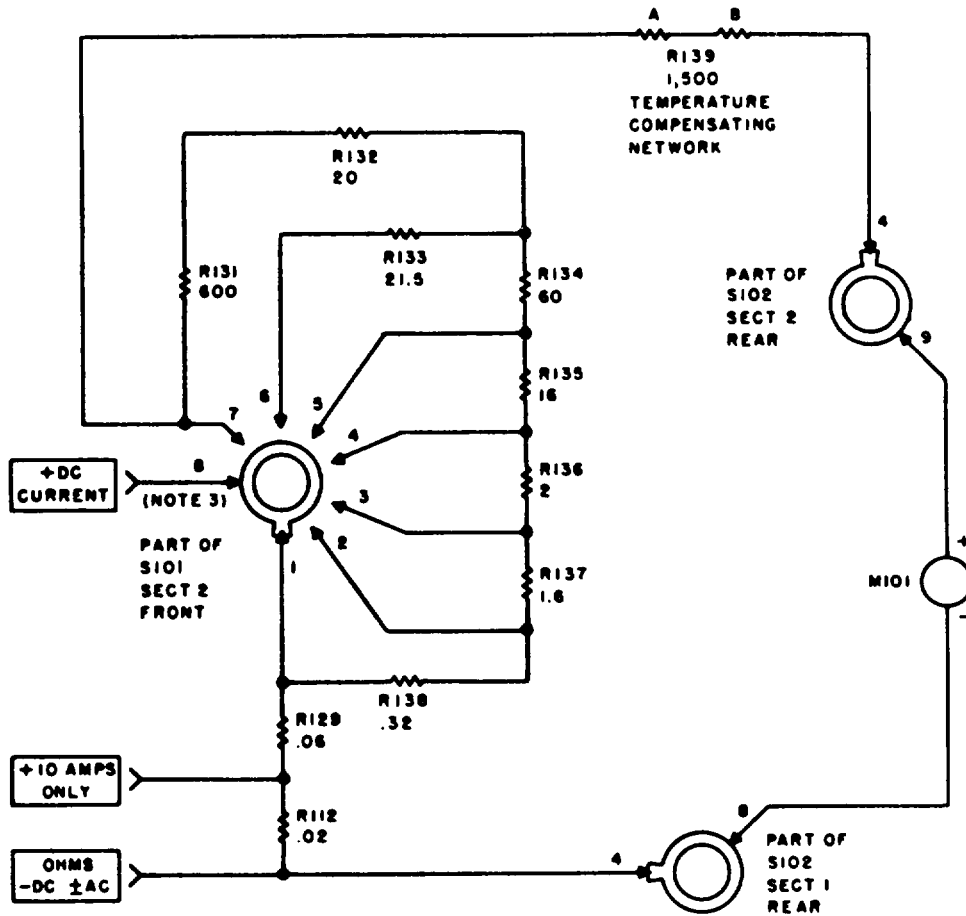 A B
R139
1,500
TEMPERATURE
COMPENSATING
NETWORK
R132
20
R133
21.5
R131
600
R134
60
4
PART OF
S102
SECT 2
REAR
9
R135
16
6
5
7
4
R136
2
+DC
CURRENT
8
(NOTE 3)
3
2
1
PART OF
S101
SECT 2
FRONT
R137
1.6
M101
+
-
R138
.32
R129
.06
+10 AMPS
ONLY
R112
.02
8
PART OF
S102
SECT 1
REAR
OHMS
-DC ±AC
4